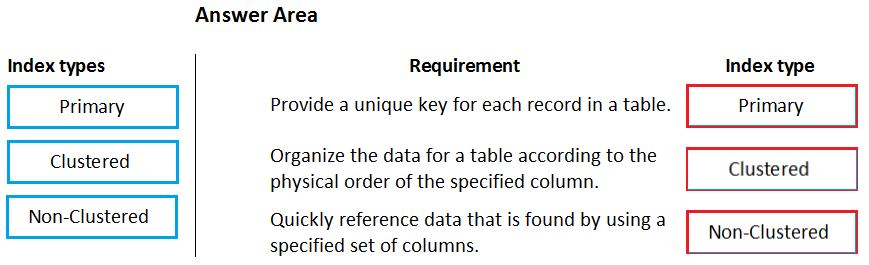 Answer Area
Index types Requirement Index type
Primary Provide a unique key for each record in a table. Primary
Clustered Organize the data for a table according to the
physical order of the specified column. Clustered
Non-Clustered Quickly reference data that is found by using a
specified set of columns. Non-Clustered